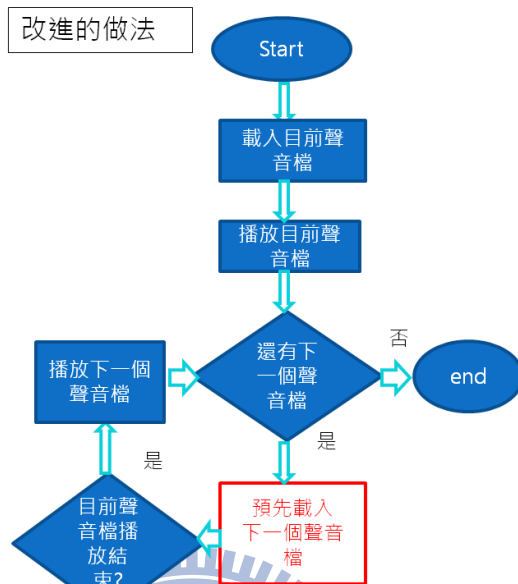 改進的做法
Start
載入目前聲
音檔
播放目前聲
音檔
還有下
一個聲
音檔
否
end
是
預先載入
下一個聲音
檔
目前聲
音檔播
放結
束?
是
播放下一個
聲音檔